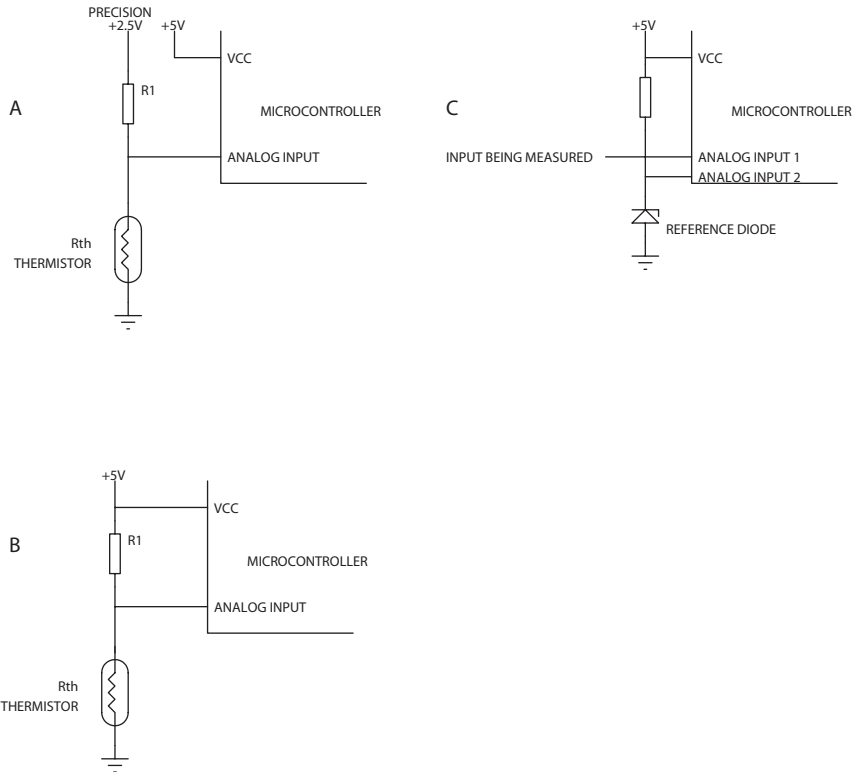 PRECISION
+2.5V
+5V
VCC
R1
A
MICROCONTROLLER
ANALOG INPUT
Rth
THERMISTOR
+5V
VCC
C
MICROCONTROLLER
INPUT BEING MEASURED
ANALOG INPUT 1
ANALOG INPUT 2
REFERENCE DIODE
+5V
VCC
R1
B
MICROCONTROLLER
ANALOG INPUT
Rth
THERMISTOR